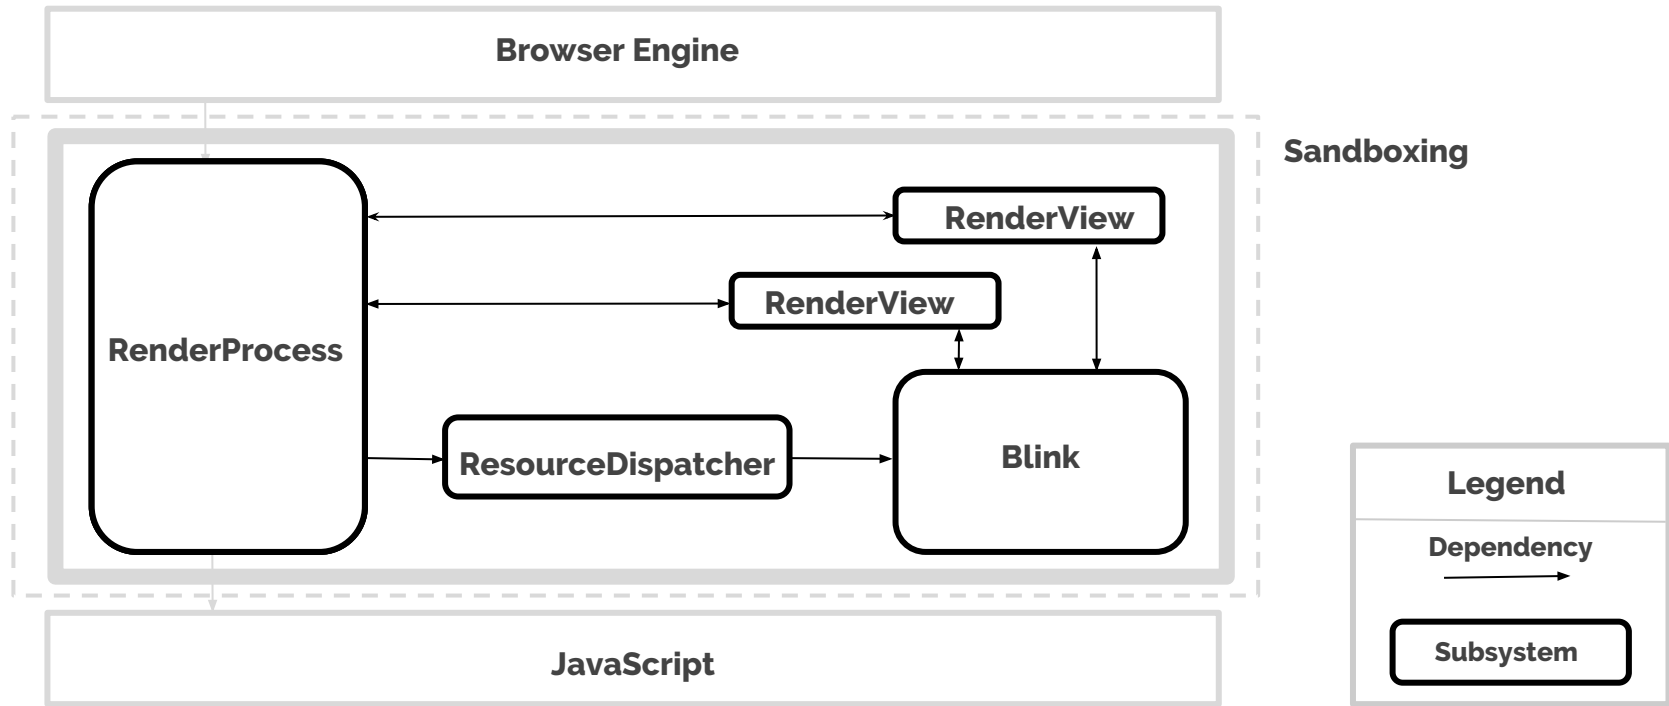 Browser Engine
Sandboxing
RenderView
RenderView
RenderProcess
ResourceDispatcher
Blink
Legend
Dependency
Subsystem
JavaScript